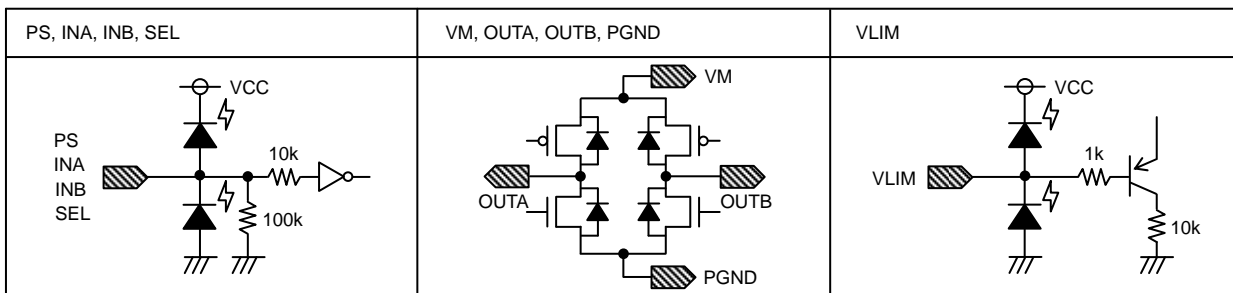 PS, INA, INB, SEL
VCC
PS
INA
INB
SEL
10k
100k
VM, OUTA, OUTB, PGND
VM
OUTA
OUTB
PGND
VLIM
VCC
VLIM
1k
10k